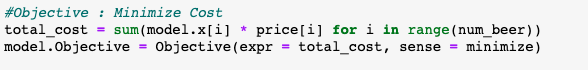 #Objective : Minimize Cost
total_cost = sum(model.x[i] * price[i] for i in range(num_beer))
model.Objective = Objective(expr = total_cost, sense = minimize)